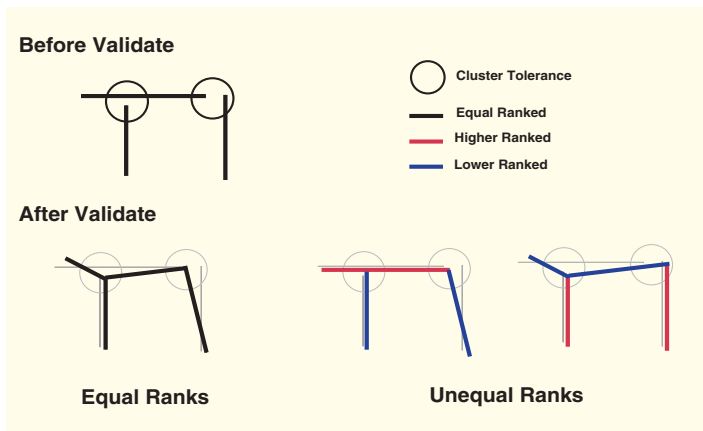 Before Validate
Cluster Tolerance
Equal Ranked
Higher Ranked
Lower Ranked
After Validate
Equal Ranks
Unequal Ranks